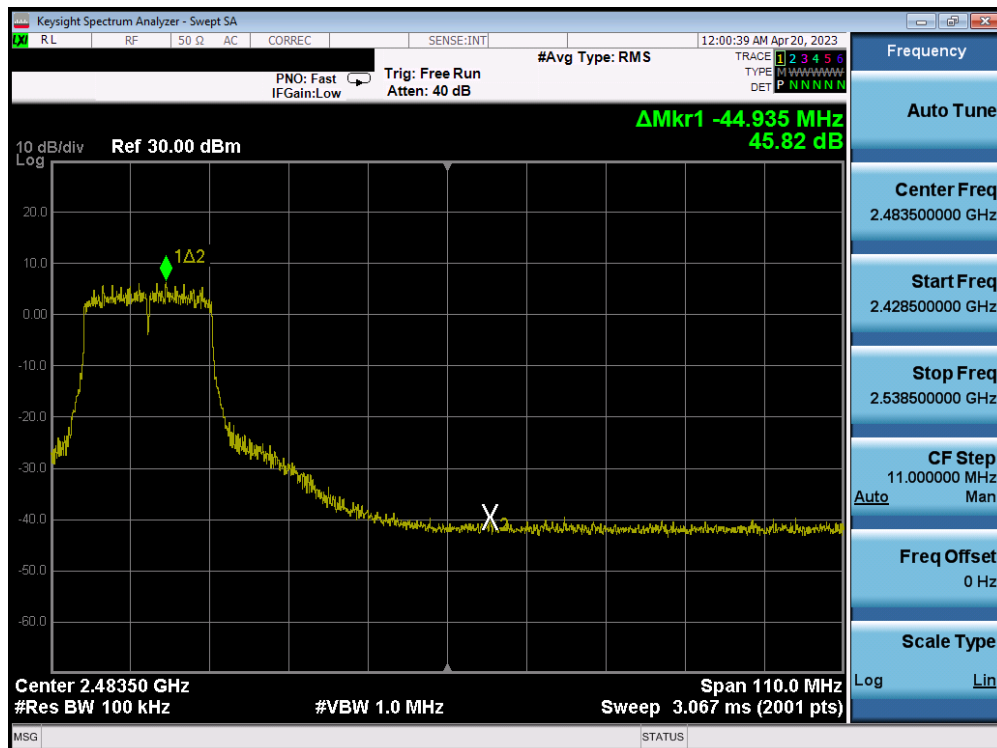 Keysight Spectrum Analyzer - Swept SA
LXI RL RF 50 Ω AC CORREC SENSE:INT 12:00:39 AM Apr 20, 2023
#Avg Type: RMS TRACE 1 2 3 4 5 6
PNO: Fast Trig: Free Run TYPE M W W W W W
IFGain:Low Atten: 40 dB DET P N N N N N
ΔMkr1 -44.935 MHz
45.82 dB
10 dB/div Ref 30.00 dBm
Log
20.0
1Δ2
10.0
0.00
-10.0
-20.0
-30.0
-40.0
X2
-50.0
-60.0
Center 2.48350 GHz Span 110.0 MHz
#Res BW 100 kHz #VBW 1.0 MHz Sweep 3.067 ms (2001 pts)
MSG STATUS
Frequency
Auto Tune
Center Freq
2.483500000 GHz
Start Freq
2.428500000 GHz
Stop Freq
2.538500000 GHz
CF Step
11.000000 MHz
Auto Man
Freq Offset
0 Hz
Scale Type
Log Lin